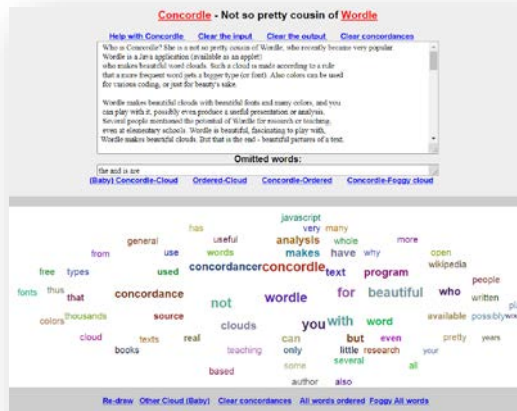 Concordle - Not so pretty cousin of Wordle
Help with Concordle Clear the input Clear the output Clear concordances
Who is Concordle? She is a not so pretty cousin of Wordle, who recently became very popular.
Wordle is a Java application (available as an applet)
who makes beautiful word clouds. Such a cloud is made according to a rule
that a more frequent word gets a bigger type (or font). Also colors can be used
for various coding, or just for beauty's sake.
Wordle makes beautiful clouds with beautiful fonts and many colors, and you
can play with it, possibly even produce a useful presentation or analysis.
Several people mentioned the potential of Wordle for research or teaching,
even at elementary schools. Wordle is beautiful, fascinating to play with,
Wordle makes beautiful clouds. But that is the end - beautiful pictures of a text.
Omitted words:
the and is are
(Baby) Concordle-Cloud Ordered-Cloud Concordle-Ordered Concordle-Foggy cloud
javascript
has very many
general useful analysis whole more
from use words makes have why open
free types used concordancer concordle text program wikipedia
people
fonts thus that concordance not wordle for beautiful who written
colors thousands source clouds you with word available possibly
cloud texts real can but even pretty years
books teaching only little research your
based some several all
author also
Re-draw Other Cloud (Baby) Clear concordances All words ordered Foggy All words